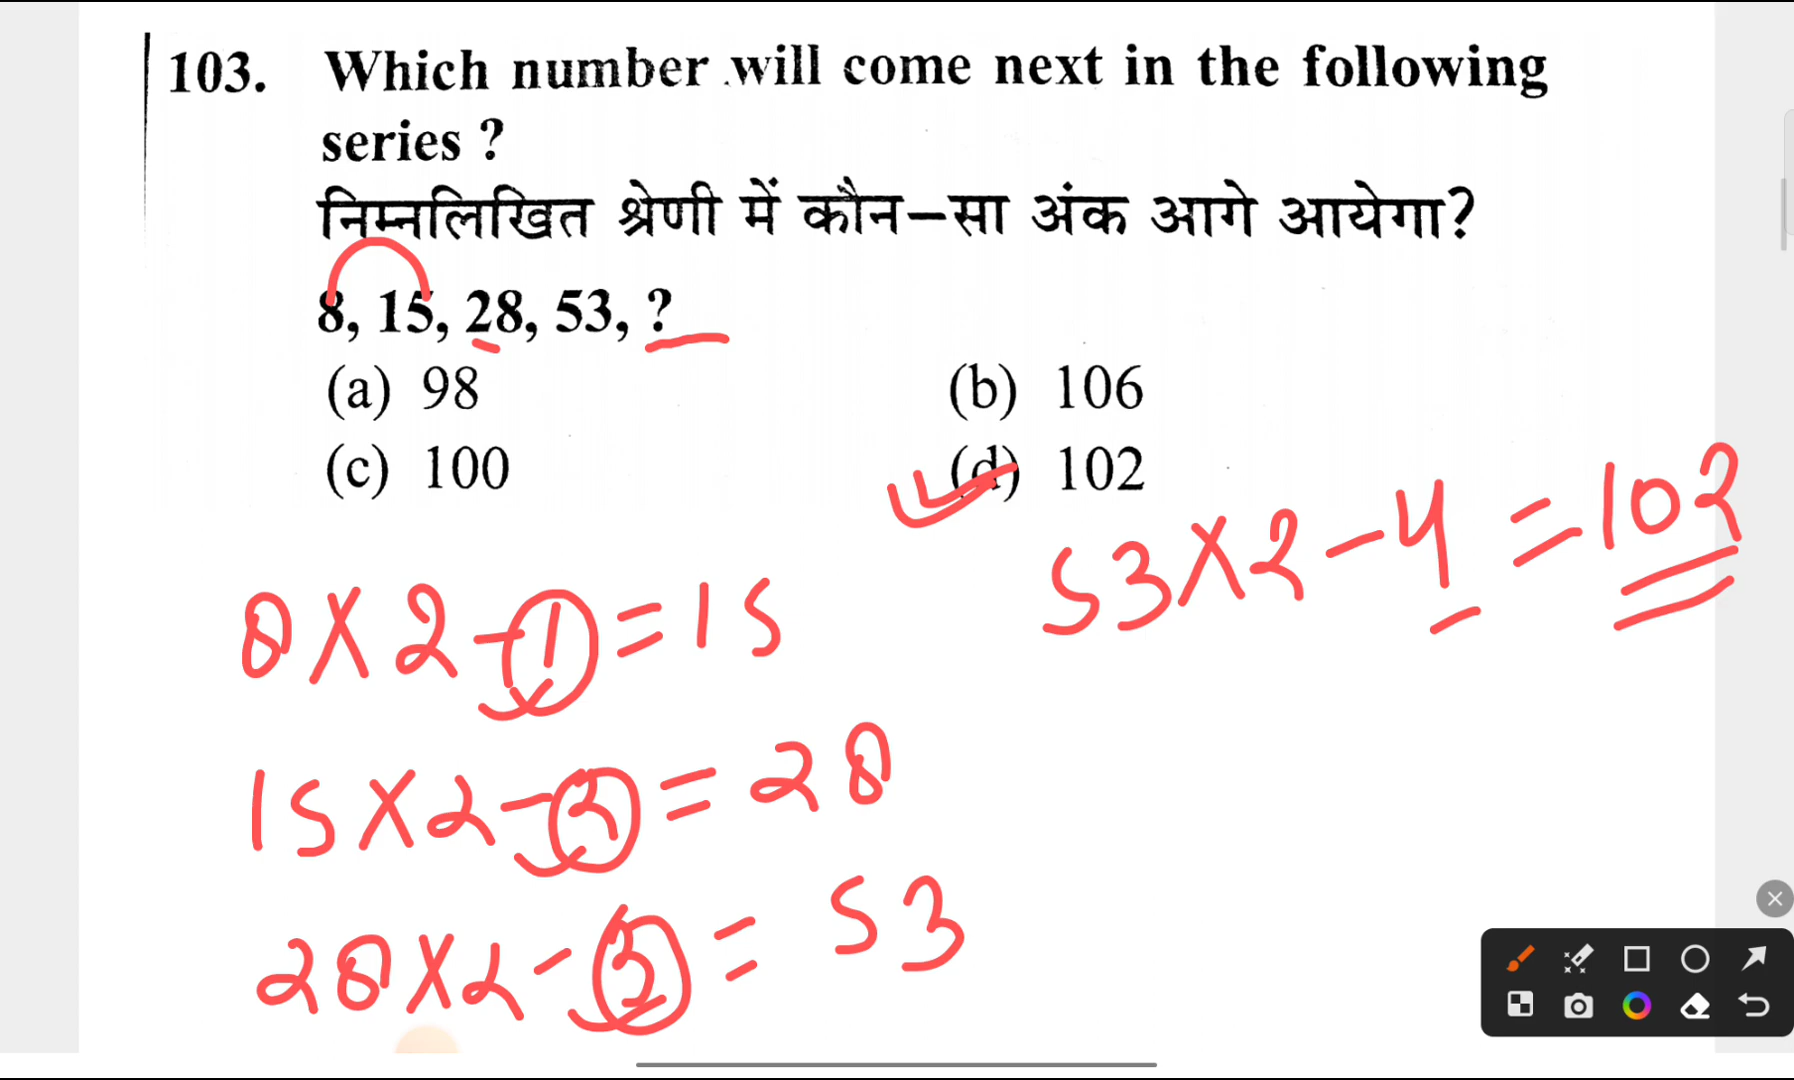 103. Which number will come next in the following
series ?
निम्नलिखित श्रेणी में कौन–सा अंक आगे आयेगा?
8, 15, 28, 53, ?
(a) 98
(b) 106
(c) 100
(d) 102
53×2-4=102
8×2-1=15
15×2-2=28
28×2-3=53